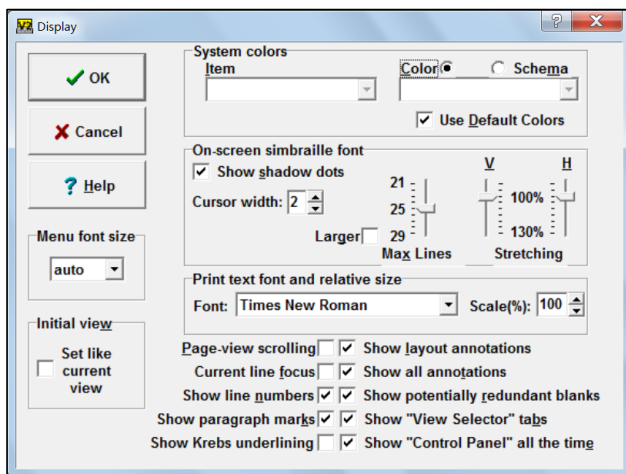 V2 Display
OK
Cancel
? Help
Menu font size
auto
Initial view
Set like
current
view
System colors
Item
Color
Schema
Use Default Colors
On-screen simbraille font
Show shadow dots
Cursor width: 2
Larger
21
25
29
Max Lines
V
H
100%
130%
Stretching
Print text font and relative size
Font: Times New Roman
Scale(%): 100
Page-view scrolling
Show layout annotations
Current line focus
Show all annotations
Show line numbers
Show potentially redundant blanks
Show paragraph marks
Show "View Selector" tabs
Show Krebs underlining
Show "Control Panel" all the time